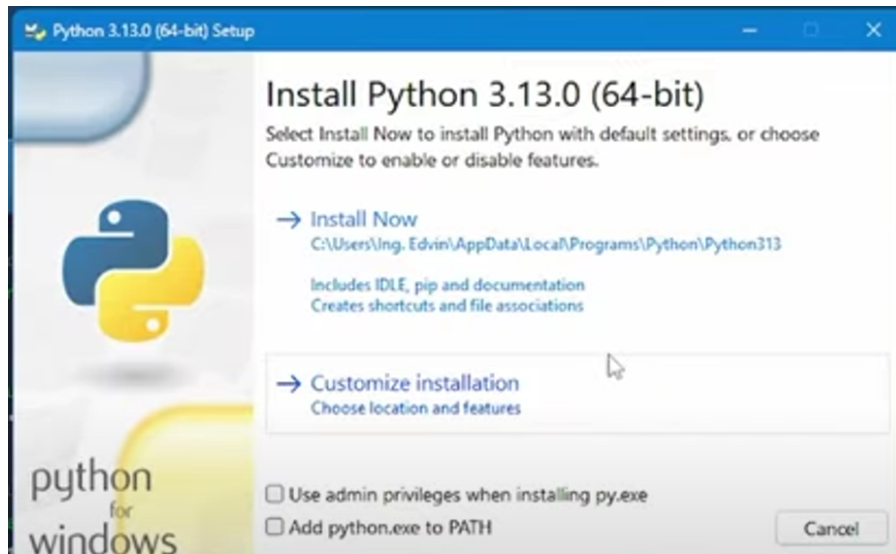 Python 3.13.0 (64-bit) Setup
Install Python 3.13.0 (64-bit)
Select Install Now to install Python with default settings, or choose
Customize to enable or disable features.
Install Now
C:\Users\Ing. Edvin\AppData\Local\Programs\Python\Python313
Includes IDLE, pip and documentation
Creates shortcuts and file associations
Customize installation
Choose location and features
python
for
windows
Use admin privileges when installing py.exe
Add python.exe to PATH
Cancel